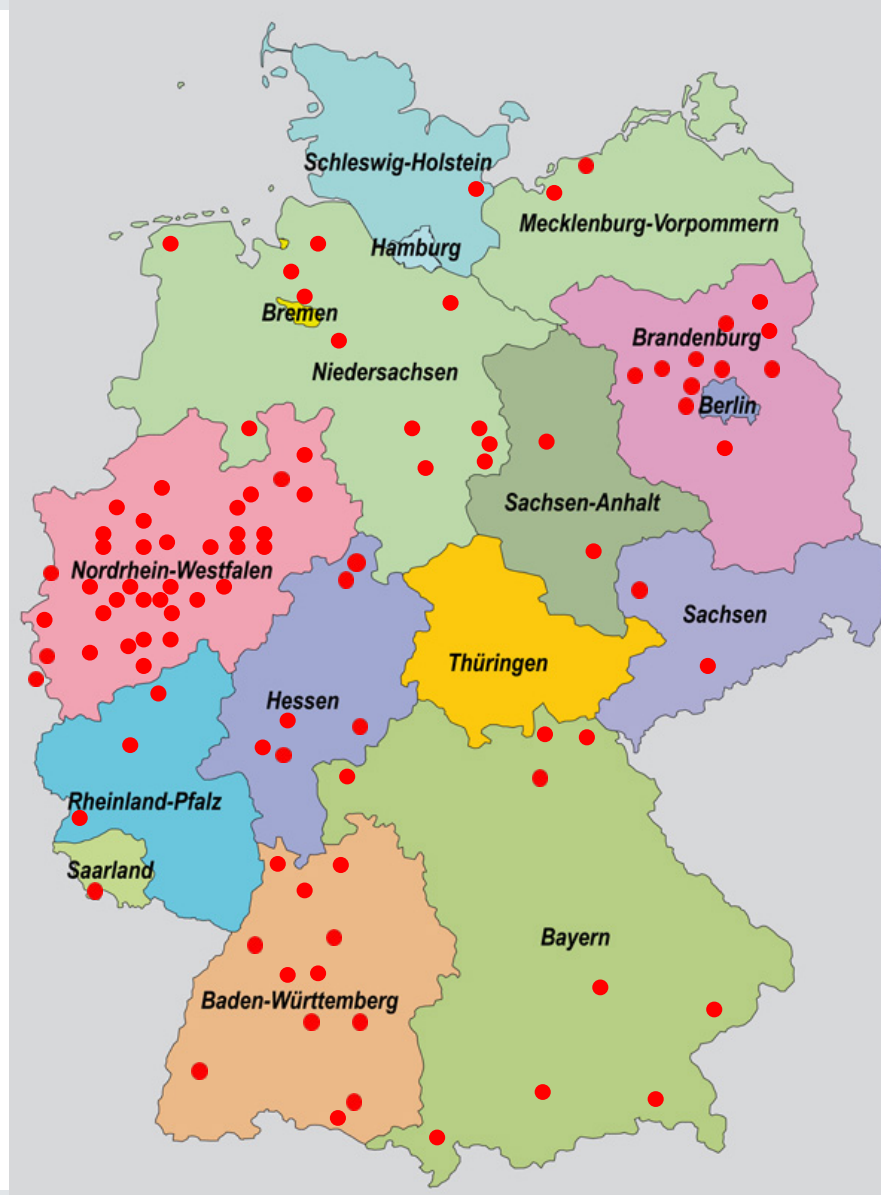 Schleswig-Holstein
Mecklenburg-Vorpommern
Hamburg
Bremen
Brandenburg
Niedersachsen
Berlin
Sachsen-Anhalt
Nordrhein-Westfalen
Sachsen
Thüringen
Hessen
Rheinland-Pfalz
Saarland
Bayern
Baden-Württemberg